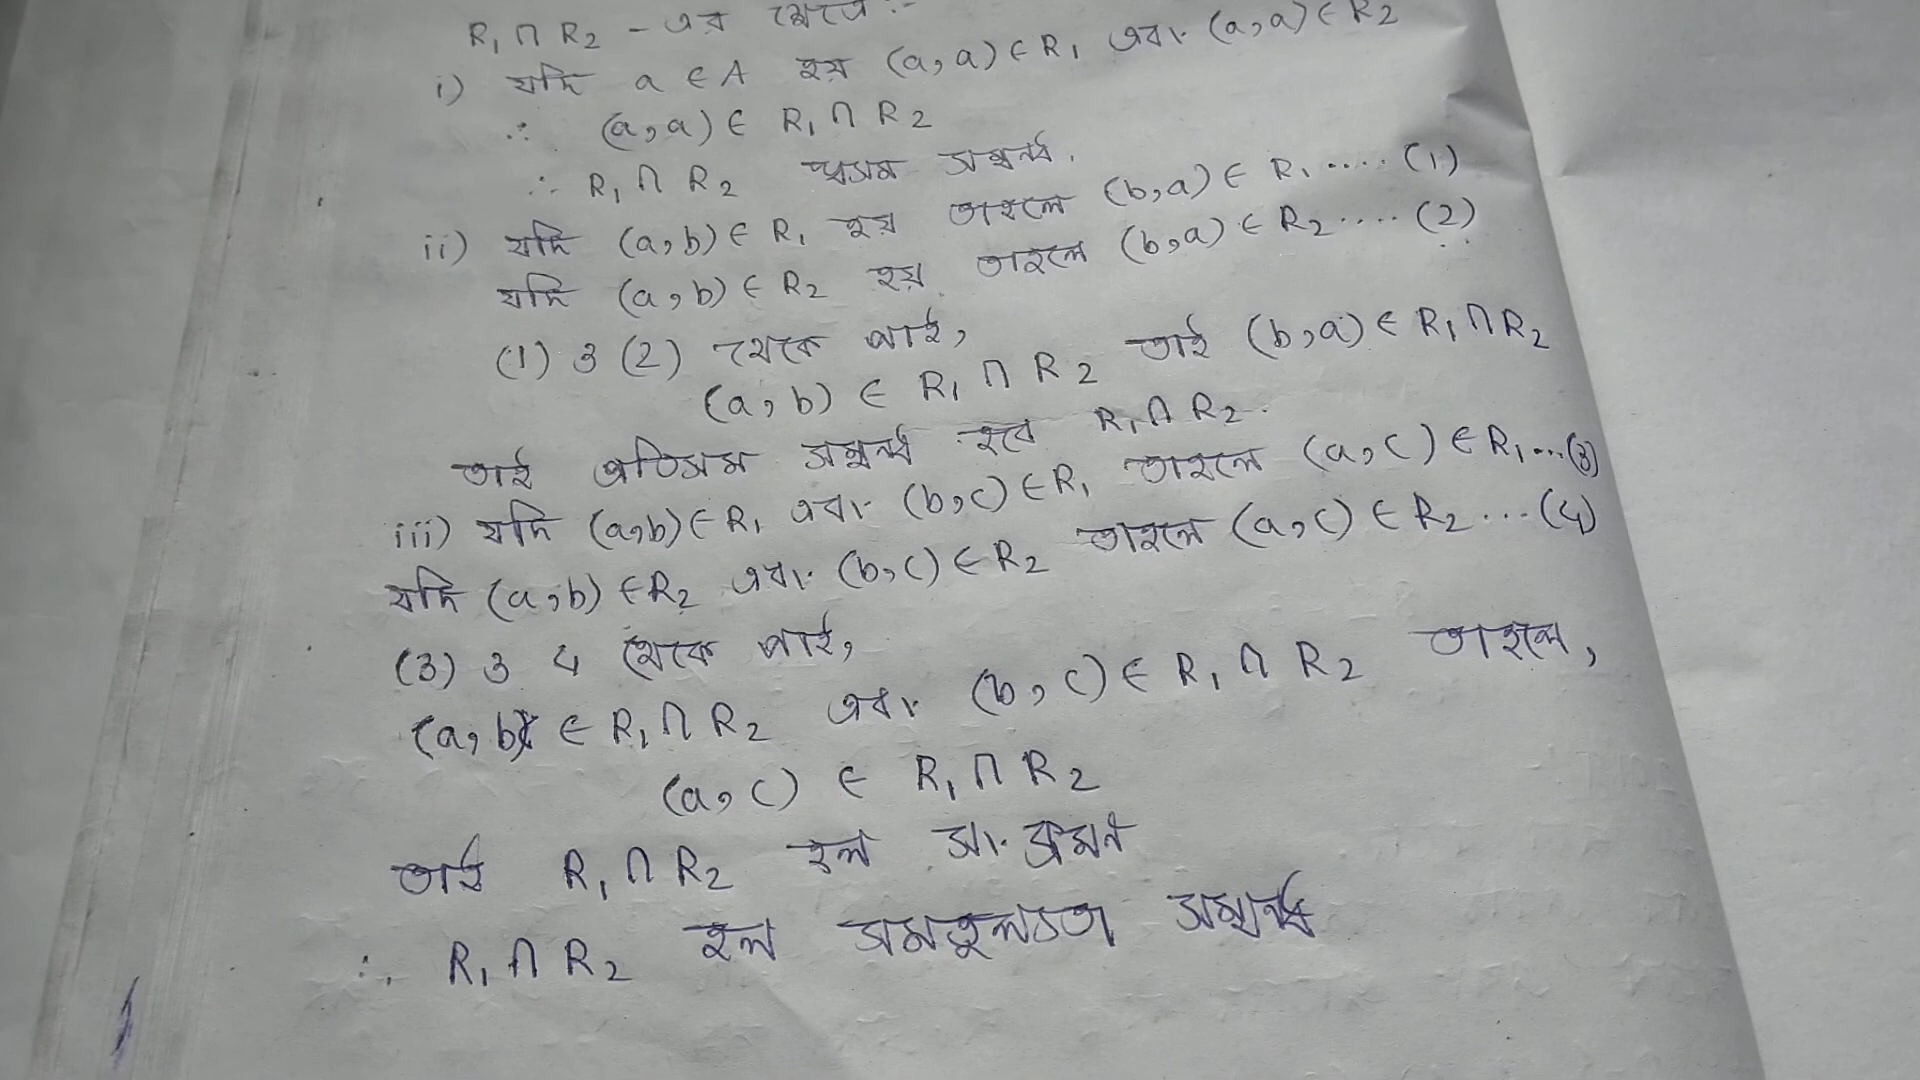 R₁ ∩ R₂ - এর ক্ষেত্রে :-
i) যদি a ∈ A হয় (a, a) ∈ R₁ এবং (a, a) ∈ R₂
∴ (a, a) ∈ R₁ ∩ R₂
∴ R₁ ∩ R₂ স্বসম সম্বন্ধ.
ii) যদি (a, b) ∈ R₁ হয় তাহলে (b, a) ∈ R₁ ..... (1)
যদি (a, b) ∈ R₂ হয় তাহলে (b, a) ∈ R₂ .... (2)
(1) ও (2) থেকে পাই,
(a, b) ∈ R₁ ∩ R₂ তাই (b, a) ∈ R₁ ∩ R₂
তাই প্রতিসম সম্বন্ধ হবে R₁ ∩ R₂.
iii) যদি (a, b) ∈ R₁ এবং (b, c) ∈ R₁ তাহলে (a, c) ∈ R₁ ... (3)
যদি (a, b) ∈ R₂ এবং (b, c) ∈ R₂ তাহলে (a, c) ∈ R₂ ... (4)
(3) ও 4 থেকে পাই,
(a, b) ∈ R₁ ∩ R₂ এবং (b, c) ∈ R₁ ∩ R₂ তাহলে,
(a, c) ∈ R₁ ∩ R₂
তাই R₁ ∩ R₂ হল সংক্রমন
∴ R₁ ∩ R₂ হল সমতুল্যতা সম্বন্ধ